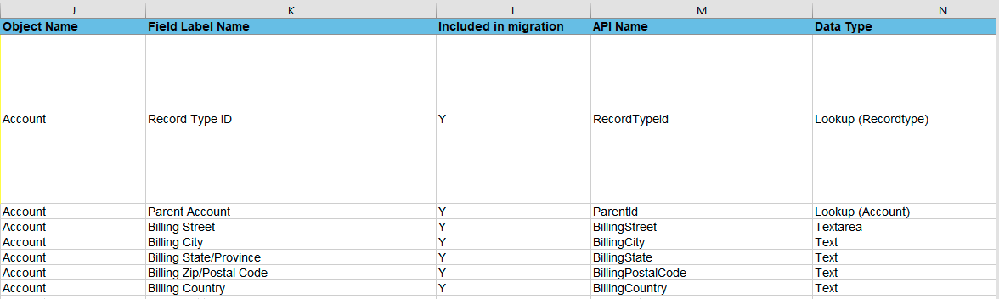 J K L M N
Object Name Field Label Name Included in migration API Name Data Type
Account Record Type ID Y RecordTypeId Lookup (Recordtype)
Account Parent Account Y ParentId Lookup (Account)
Account Billing Street Y BillingStreet Textarea
Account Billing City Y BillingCity Text
Account Billing State/Province Y BillingState Text
Account Billing Zip/Postal Code Y BillingPostalCode Text
Account Billing Country Y BillingCountry Text